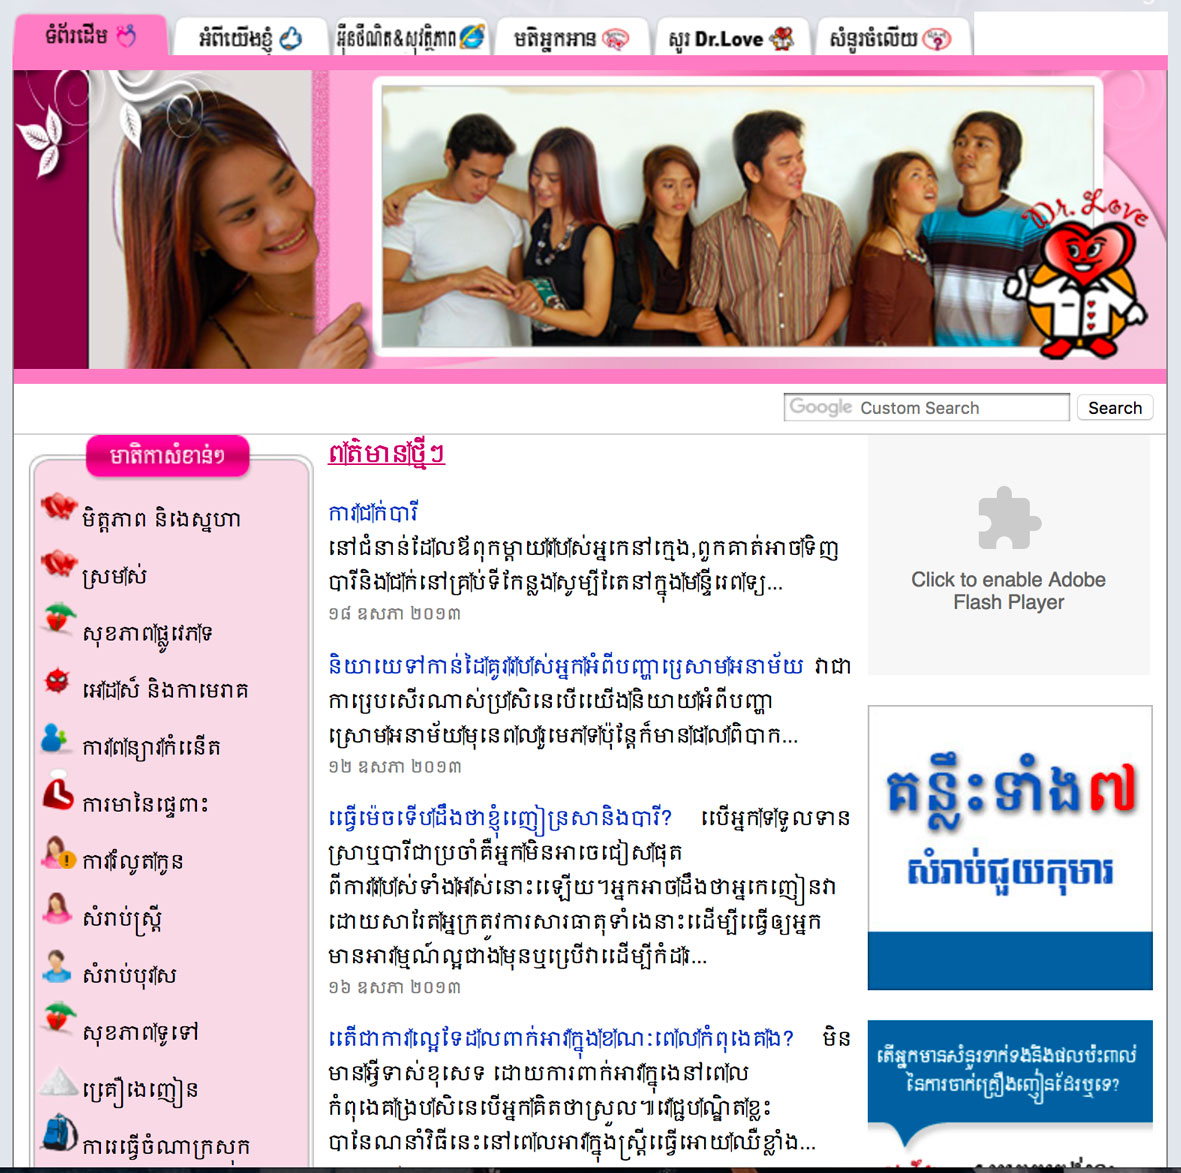 ទំព័រដើម
អំពីយើងខ្ញុំ
អ៊ីនធឺណិត&សុវត្ថិភាព
មតិអ្នកអាន
សួរ Dr.Love
សំនួរចំលើយ
Dr. Love
Google Custom Search
Search
មាតិកាសំខាន់ៗ
មិត្តភាព និងស្នេហា
ស្រមស់
សុខភាពផ្លូវភេទ
អេដស៍ និងកាមរោគ
ការពន្យារកំនើត
ការមានផ្ទៃពោះ
ការរំលូតកូន
សំរាប់ស្ត្រី
សំរាប់បុរស
សុខភាពទូទៅ
គ្រឿងញៀន
ការធ្វើចំណាកស្រុក
ពត៌មានថ្មីៗ
ការជក់បារី
នៅជំនាន់ដែលឪពុកម្តាយរបស់អ្នកនៅក្មេង,ពួកគាត់អាចទិញ
បារីនិងជក់នៅគ្រប់ទីកន្លែងសូម្បីតែនៅក្នុងមន្ទីរពេទ្យ...
១៨ ឧសភា ២០១៣
និយាយទៅកាន់ដៃគូររបស់អ្នកអំពីបញ្ហាស្រោមអនាម័យ វាជា
ការប្រសើរណាស់ប្រសិនបើយើងនិយាយអំពីបញ្ហា
ស្រោមអនាម័យមុនពេលរួមភេទប៉ុន្តែក៏មានផលពិបាក...
១២ ឧសភា ២០១៣
ធ្វើម៉េចទើបដឹងថាខ្ញុំញៀនស្រានិងបារី? បើអ្នកទទួលទាន
ស្រាឬបារីជាប្រចាំគឺអ្នកមិនអាចជៀសផុត
ពីការរបស់ទាំងអស់នោះឡើយ។អ្នកអាចដឹងថាអ្នកញៀនវា
ដោយសារតែអ្នកត្រូវការសារធាតុទាំងនោះដើម្បីធ្វើឲ្យអ្នក
មានអារម្មណ៍ល្អជាងមុនឬប្រើវាដើម្បីកំដរ...
១៦ ឧសភា ២០១៣
តើជាការល្អទេដែលពាក់អាវក្នុងខណៈពេលកំពុងគេង? មិន
មានអ្វីទាស់ខុសទេ ដោយការពាក់អាវក្នុងនៅពេល
កំពុងគេងប្រសិនបើអ្នកគិតថាស្រួល៕វេជ្ជបណ្ឌិតខ្លះ
បានណែនាំវិធីនេះនៅពេលអាវក្នុងស្ត្រីធ្វើអោយឈឺខ្លាំង...
Click to enable Adobe
Flash Player
គន្លឹះទាំង៧
សំរាប់ជួយកុមារ
តើអ្នកមានសំនួរទាក់ទងនឹងផលប៉ះពាល់
នៃការចាក់គ្រឿងញៀនដែរឬទេ?